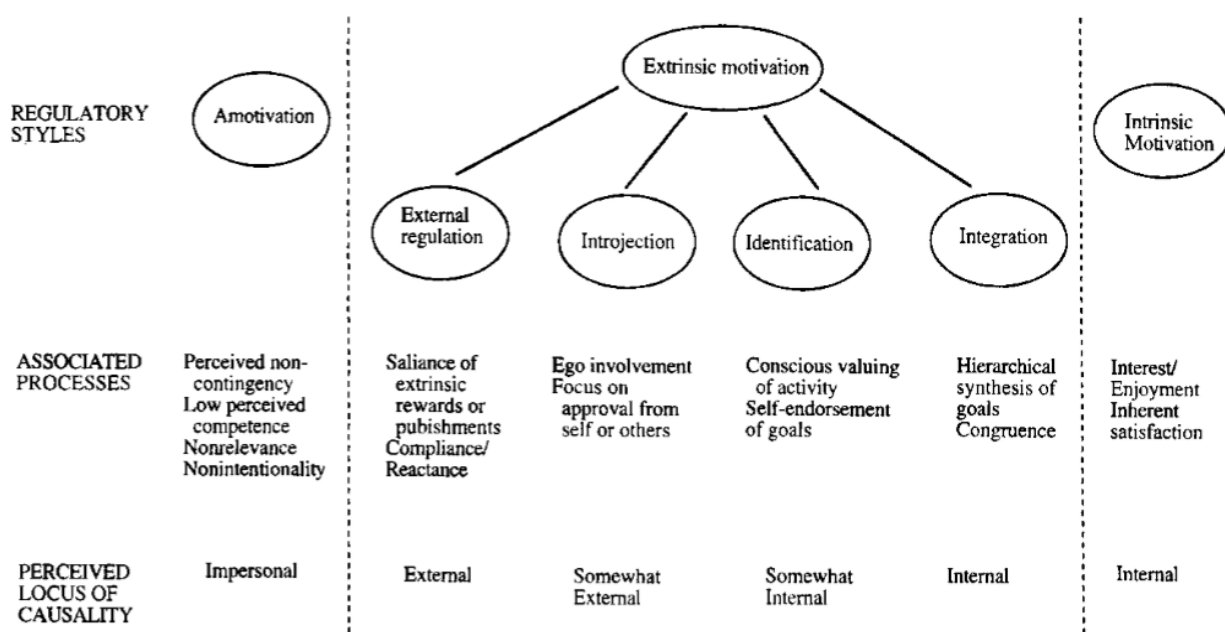 Extrinsic motivation
REGULATORY
STYLES
Amotivation
Intrinsic
Motivation
External
regulation
Introjection
Identification
Integration
ASSOCIATED
PROCESSES
Perceived non-
contingency
Low perceived
competence
Nonrelevance
Nonintentionality
Saliance of
extrinsic
rewards or
pubishments
Compliance/
Reactance
Ego involvement
Focus on
approval from
self or others
Conscious valuing
of activity
Self-endorsement
of goals
Hierarchical
synthesis of
goals
Congruence
Interest/
Enjoyment
Inherent
satisfaction
PERCEIVED
LOCUS OF
CAUSALITY
Impersonal
External
Somewhat
External
Somewhat
Internal
Internal
Internal